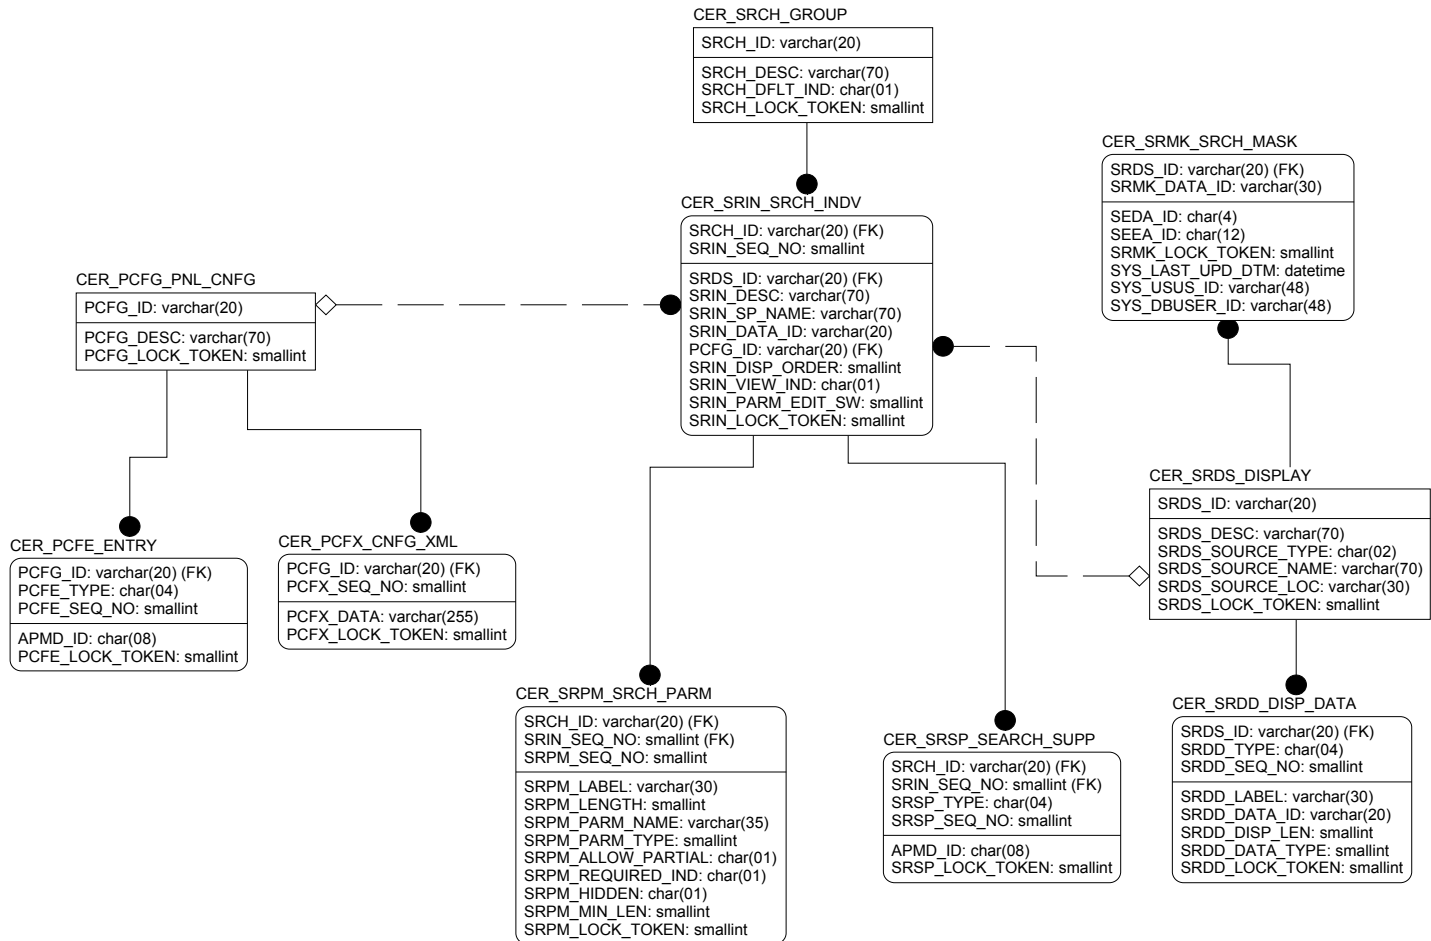 CER_SRCH_GROUP
SRCH_ID: varchar(20)
SRCH_DESC: varchar(70)
SRCH_DFLT_IND: char(01)
SRCH_LOCK_TOKEN: smallint
CER_SRMK_SRCH_MASK
SRDS_ID: varchar(20) (FK)
SRMK_DATA_ID: varchar(30)
SEDA_ID: char(4)
SEEA_ID: char(12)
SRMK_LOCK_TOKEN: smallint
SYS_LAST_UPD_DTM: datetime
SYS_USUS_ID: varchar(48)
SYS_DBUSER_ID: varchar(48)
CER_SRIN_SRCH_INDV
SRCH_ID: varchar(20) (FK)
SRIN_SEQ_NO: smallint
SRDS_ID: varchar(20) (FK)
SRIN_DESC: varchar(70)
SRIN_SP_NAME: varchar(70)
SRIN_DATA_ID: varchar(20)
PCFG_ID: varchar(20) (FK)
SRIN_DISP_ORDER: smallint
SRIN_VIEW_IND: char(01)
SRIN_PARM_EDIT_SW: smallint
SRIN_LOCK_TOKEN: smallint
CER_PCFG_PNL_CNFG
PCFG_ID: varchar(20)
PCFG_DESC: varchar(70)
PCFG_LOCK_TOKEN: smallint
CER_SRDS_DISPLAY
SRDS_ID: varchar(20)
SRDS_DESC: varchar(70)
SRDS_SOURCE_TYPE: char(02)
SRDS_SOURCE_NAME: varchar(70)
SRDS_SOURCE_LOC: varchar(30)
SRDS_LOCK_TOKEN: smallint
CER_PCFE_ENTRY
PCFG_ID: varchar(20) (FK)
PCFE_TYPE: char(04)
PCFE_SEQ_NO: smallint
APMD_ID: char(08)
PCFE_LOCK_TOKEN: smallint
CER_PCFX_CNFG_XML
PCFG_ID: varchar(20) (FK)
PCFX_SEQ_NO: smallint
PCFX_DATA: varchar(255)
PCFX_LOCK_TOKEN: smallint
CER_SRPM_SRCH_PARM
SRCH_ID: varchar(20) (FK)
SRIN_SEQ_NO: smallint (FK)
SRPM_SEQ_NO: smallint
SRPM_LABEL: varchar(30)
SRPM_LENGTH: smallint
SRPM_PARM_NAME: varchar(35)
SRPM_PARM_TYPE: smallint
SRPM_ALLOW_PARTIAL: char(01)
SRPM_REQUIRED_IND: char(01)
SRPM_HIDDEN: char(01)
SRPM_MIN_LEN: smallint
SRPM_LOCK_TOKEN: smallint
CER_SRSP_SEARCH_SUPP
SRCH_ID: varchar(20) (FK)
SRIN_SEQ_NO: smallint (FK)
SRSP_TYPE: char(04)
SRSP_SEQ_NO: smallint
APMD_ID: char(08)
SRSP_LOCK_TOKEN: smallint
CER_SRDD_DISP_DATA
SRDS_ID: varchar(20) (FK)
SRDD_TYPE: char(04)
SRDD_SEQ_NO: smallint
SRDD_LABEL: varchar(30)
SRDD_DATA_ID: varchar(20)
SRDD_DISP_LEN: smallint
SRDD_DATA_TYPE: smallint
SRDD_LOCK_TOKEN: smallint